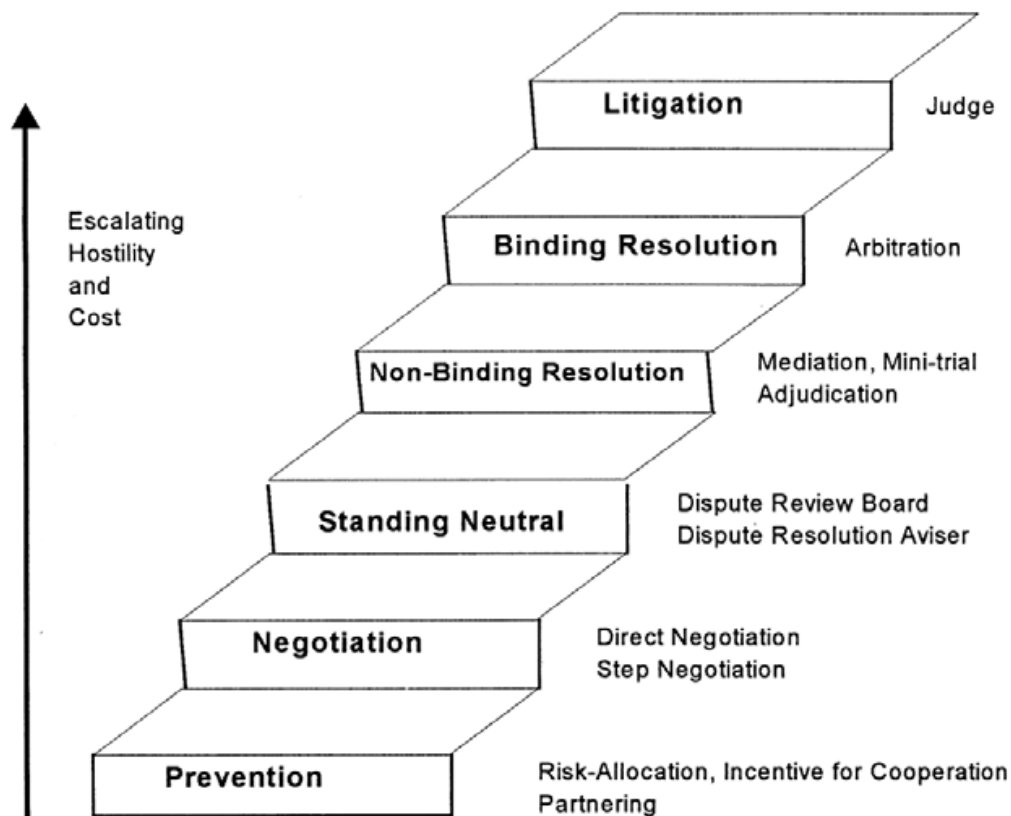 Litigation
Judge
Escalating
Hostility
and
Cost
Binding Resolution
Arbitration
Non-Binding Resolution
Mediation, Mini-trial
Adjudication
Standing Neutral
Dispute Review Board
Dispute Resolution Aviser
Negotiation
Direct Negotiation
Step Negotiation
Prevention
Risk-Allocation, Incentive for Cooperation
Partnering